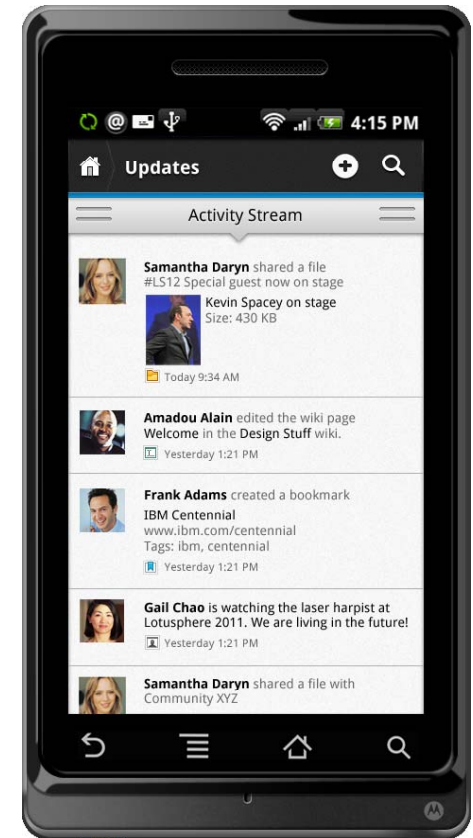 @
4:15 PM
Updates
Activity Stream
Samantha Daryn shared a file
#LS12 Special guest now on stage
Kevin Spacey on stage
Size: 430 KB
Today 9:34 AM
Amadou Alain edited the wiki page
Welcome in the Design Stuff wiki.
Yesterday 1:21 PM
Frank Adams created a bookmark
IBM Centennial
www.ibm.com/centennial
Tags: ibm, centennial
Yesterday 1:21 PM
Gail Chao is watching the laser harpist at
Lotusphere 2011. We are living in the future!
Yesterday 1:21 PM
Samantha Daryn shared a file with
Community XYZ